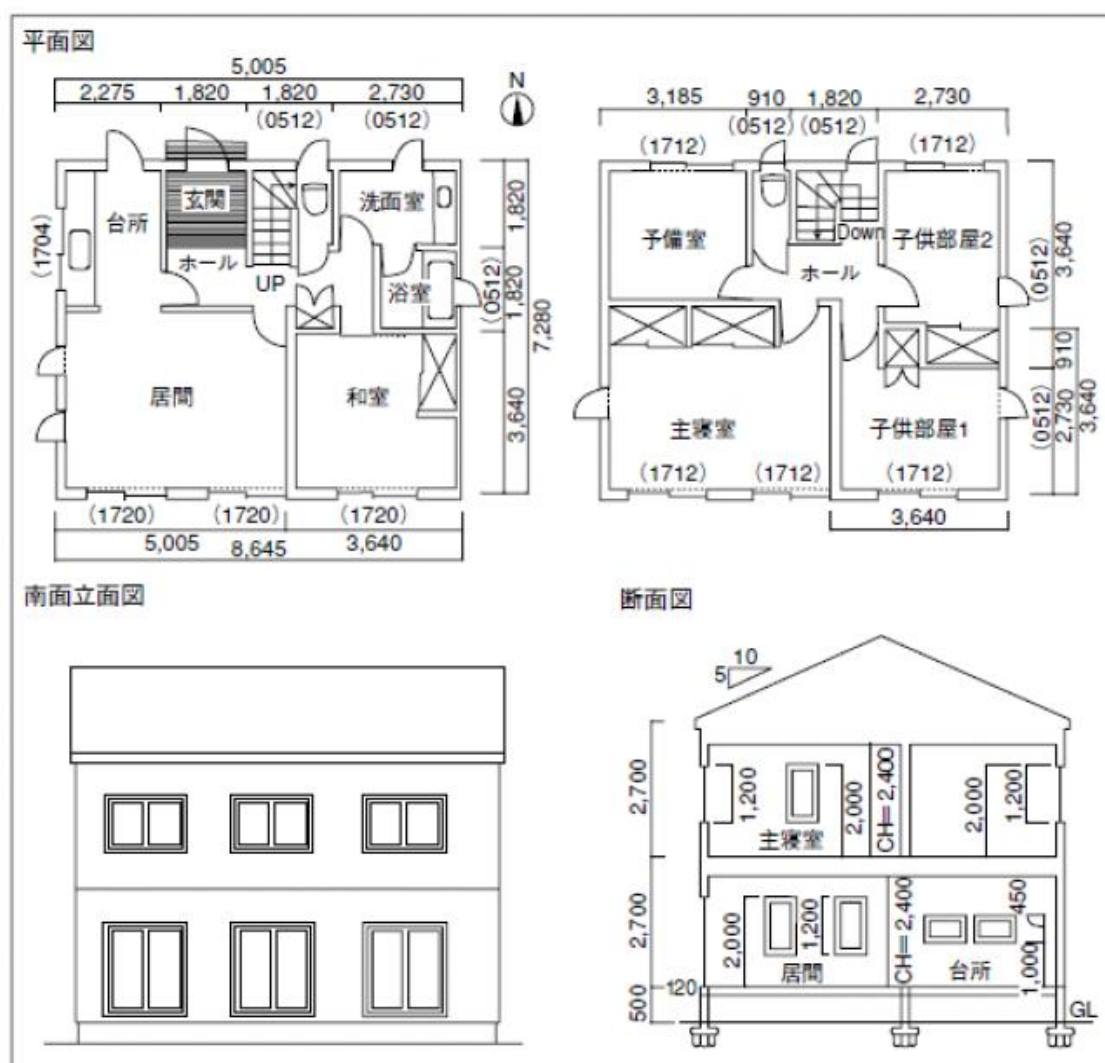 平面図
5,005
2,275 1,820 1,820 2,730
(0512) (0512)
N
3,185 910 1,820 2,730
(0512)(0512)
(1712) (1712)
台所
玄関
洗面室
ホール
UP
浴室
(1704)
1,820
1,820
(0512)
7,280
3,640
居間
和室
(1720) (1720) (1720)
5,005 3,640
8,645
予備室
Down
子供部屋2
ホール
(0512)
3,640
910
主寝室
子供部屋1
(0512)
2,730
3,640
(1712) (1712) (1712)
3,640
南面立面図
断面図
10
5
2,700
1,200
2,000
CH=2,400
2,000
1,200
主寝室
2,700
2,000
1,200
CH=2,400
450
居間
台所
1,000
500
120
GL